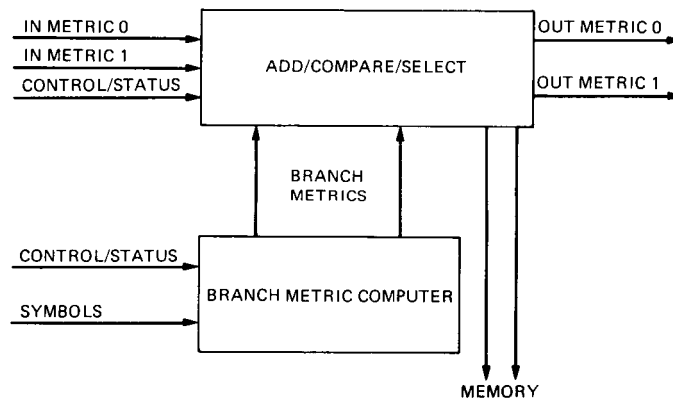 IN METRIC 0
IN METRIC 1
CONTROL/STATUS
ADD/COMPARE/SELECT
OUT METRIC 0
OUT METRIC 1
BRANCH
METRICS
CONTROL/STATUS
SYMBOLS
BRANCH METRIC COMPUTER
MEMORY